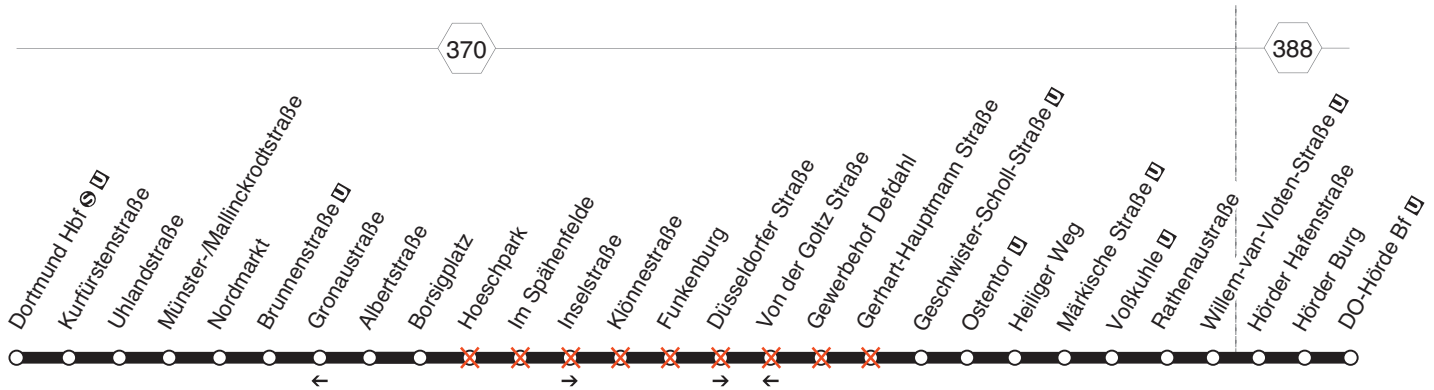 370
388
Dortmund Hbf S U
Kurfürstenstraße
Uhlandstraße
Münster-/Mallinckrodtstraße
Nordmarkt
Brunnenstraße U
Gronaustraße
Albertstraße
Borsigplatz
Hoeschpark
Im Spähenfelde
Inselstraße
Klönnestraße
Funkenburg
Düsseldorfer Straße
Von der Goltz Straße
Gewerbehof Defdahl
Gerhart-Hauptmann Straße
Geschwister-Scholl-Straße U
Ostentor U
Heiliger Weg
Märkische Straße U
Voßkuhle U
Rathenaustraße
Willem-van-Vloten-Straße U
Hörder Hafenstraße
Hörder Burg
DO-Hörde Bf U
← → → ←